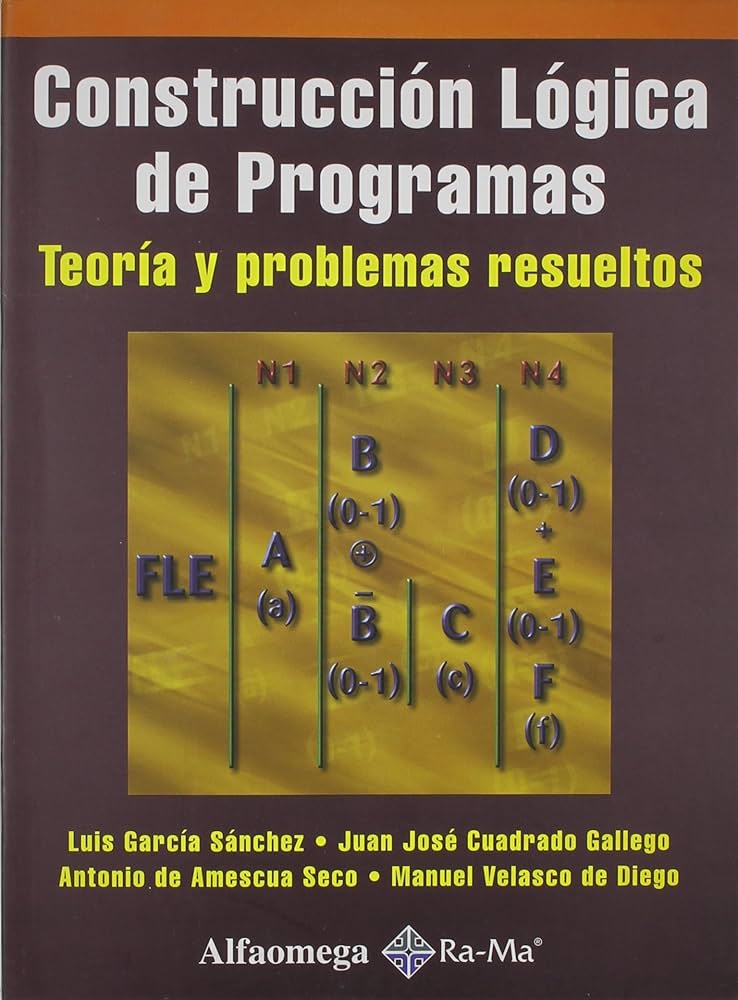 Construcción Lógica
de Programas
Teoría y problemas resueltos
N1 N2 N3 N4
B D
(0-1) (0-1)
⊕ +
FLE A B̅ C E
(a) (0-1) (c) (0-1)
F
(f)
Luis García Sánchez • Juan José Cuadrado Gallego
Antonio de Amescua Seco • Manuel Velasco de Diego
Alfaomega Ra-Ma®